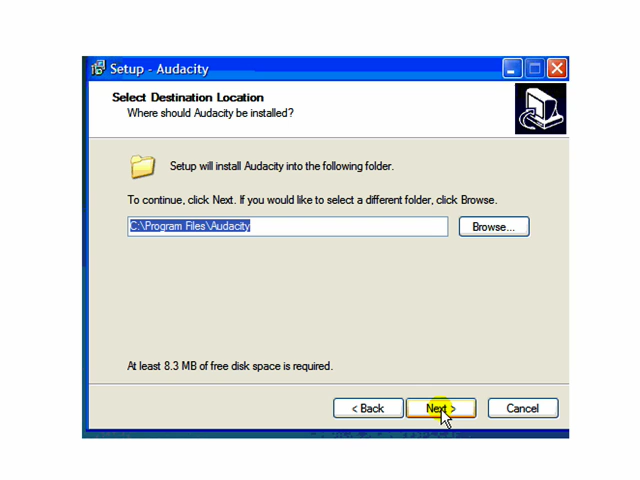 Setup - Audacity
Select Destination Location
Where should Audacity be installed?
Setup will install Audacity into the following folder.
To continue, click Next. If you would like to select a different folder, click Browse.
C:\Program Files\Audacity
Browse...
At least 8.3 MB of free disk space is required.
< Back
Next >
Cancel